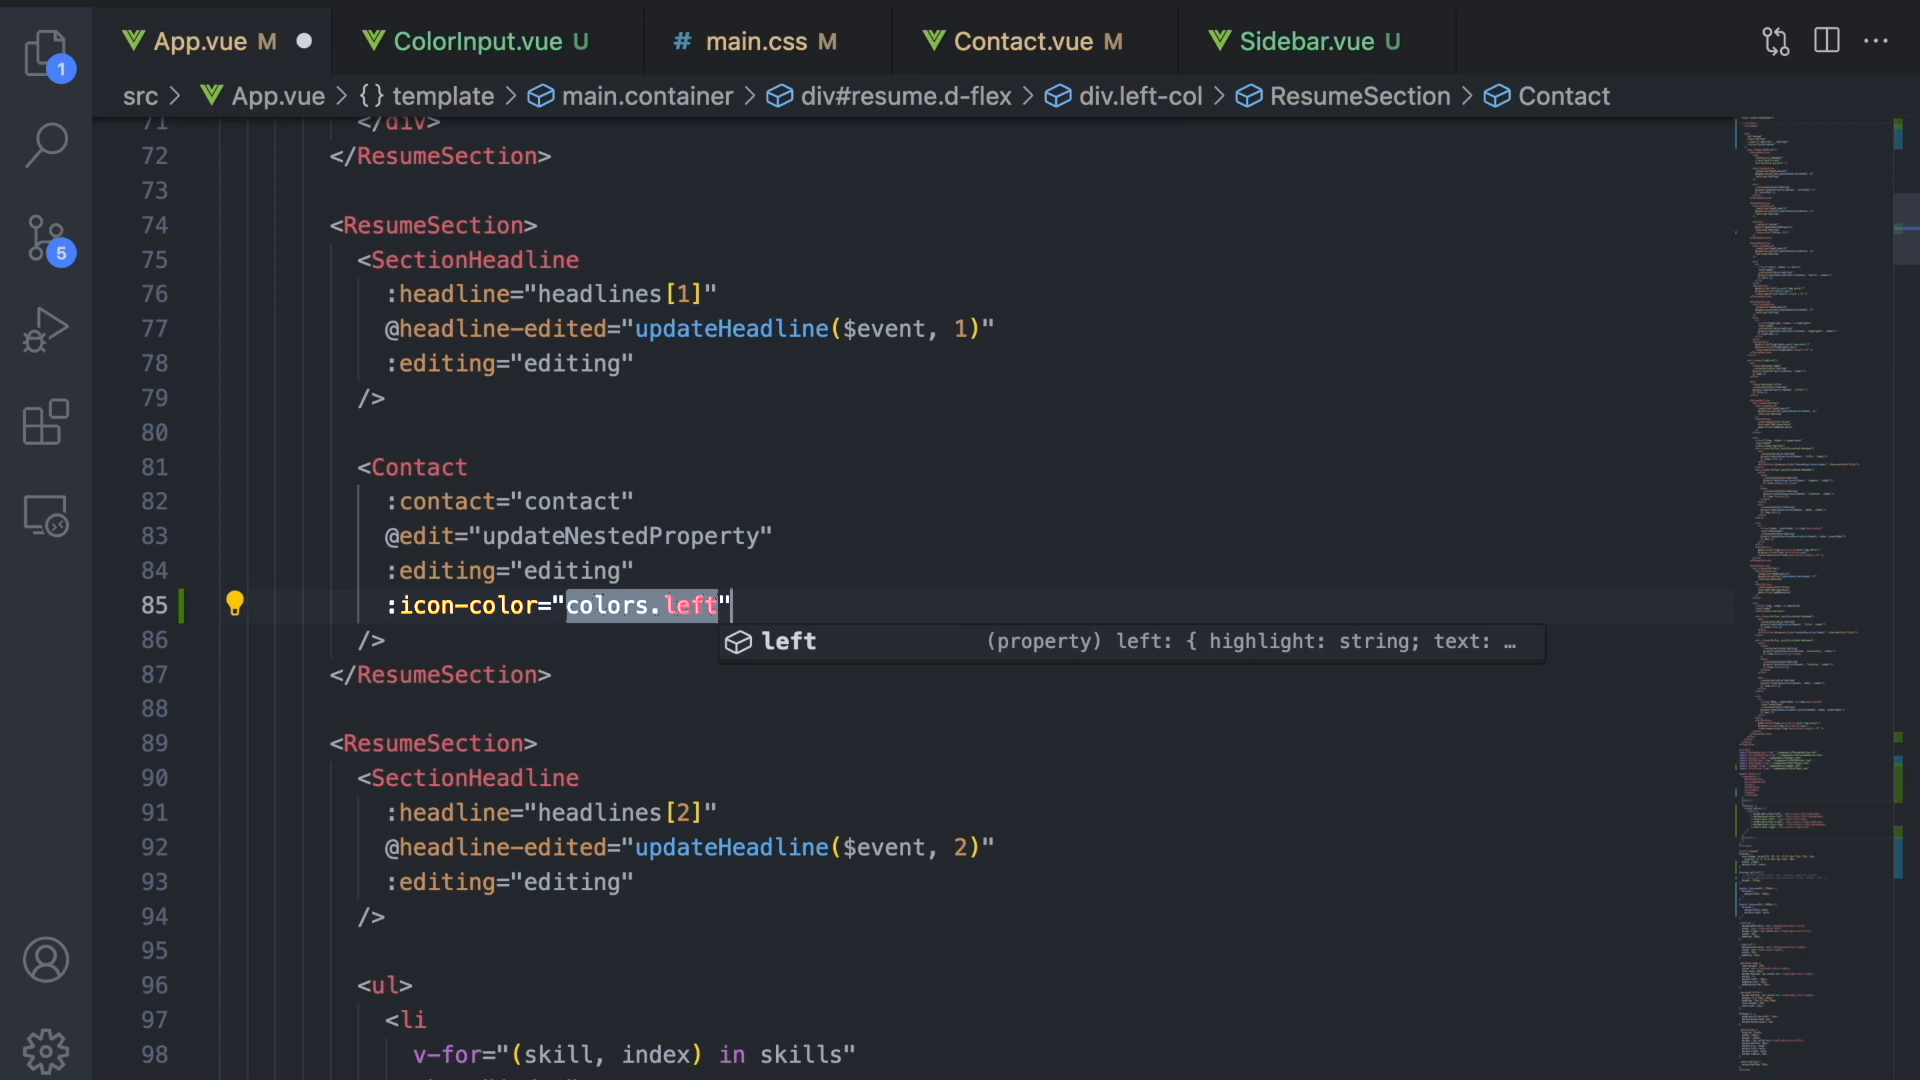 App.vue M
ColorInput.vue U
# main.css M
Contact.vue M
Sidebar.vue U
1
src > App.vue > {} template > main.container > div#resume.d-flex > div.left-col > ResumeSection > Contact
71 </div>
72 </ResumeSection>
73
74 <ResumeSection>
75 <SectionHeadline
76 :headline="headlines[1]"
77 @headline-edited="updateHeadline($event, 1)"
78 :editing="editing"
79 />
80
81 <Contact
82 :contact="contact"
83 @edit="updateNestedProperty"
84 :editing="editing"
85 :icon-color="colors.left"
left (property) left: { highlight: string; text: …
86 />
87 </ResumeSection>
88
89 <ResumeSection>
90 <SectionHeadline
91 :headline="headlines[2]"
92 @headline-edited="updateHeadline($event, 2)"
93 :editing="editing"
94 />
95
96 <ul>
97 <li
98 v-for="(skill, index) in skills"
5